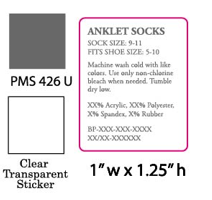 ANKLET SOCKS
SOCK SIZE: 9-11
FITS SHOE SIZE: 5-10
Machine wash cold with like
colors. Use only non-chlorine
bleach when needed. Tumble
dry low.
XX% Acrylic, XX% Polyester,
X% Spandex, X% Rubber
BP-XXX-XXX-XXXX
XX/XX-XXXXXX
PMS 426 U
Clear
Transparent
Sticker
1” w x 1.25” h